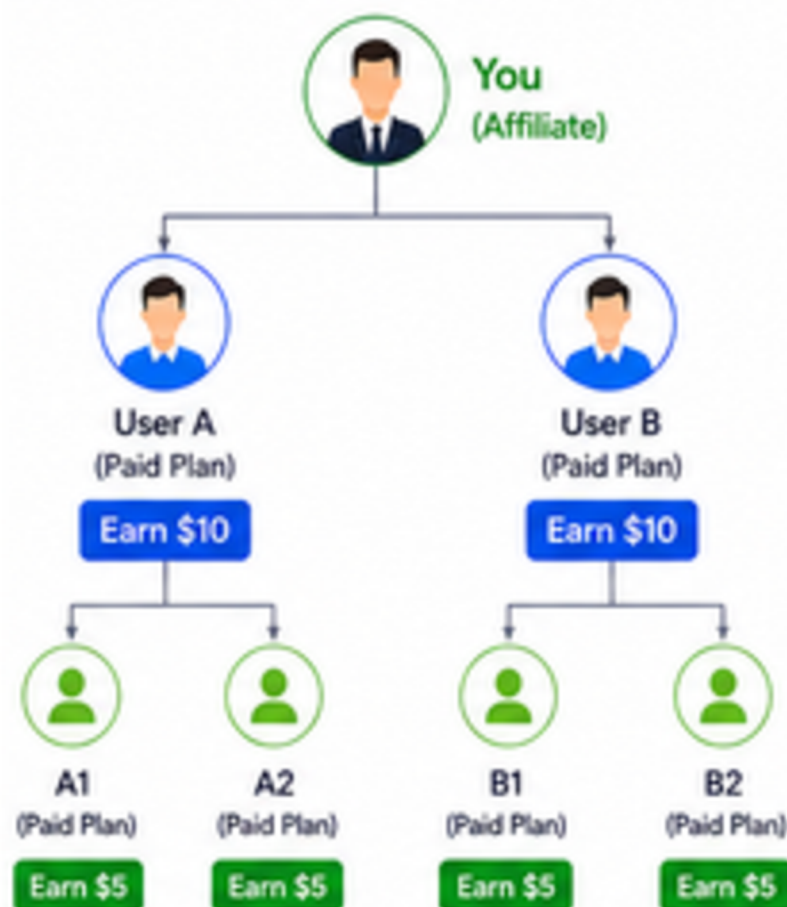 You
(Affiliate)
User A
(Paid Plan)
Earn $10
User B
(Paid Plan)
Earn $10
A1
(Paid Plan)
Earn $5
A2
(Paid Plan)
Earn $5
B1
(Paid Plan)
Earn $5
B2
(Paid Plan)
Earn $5